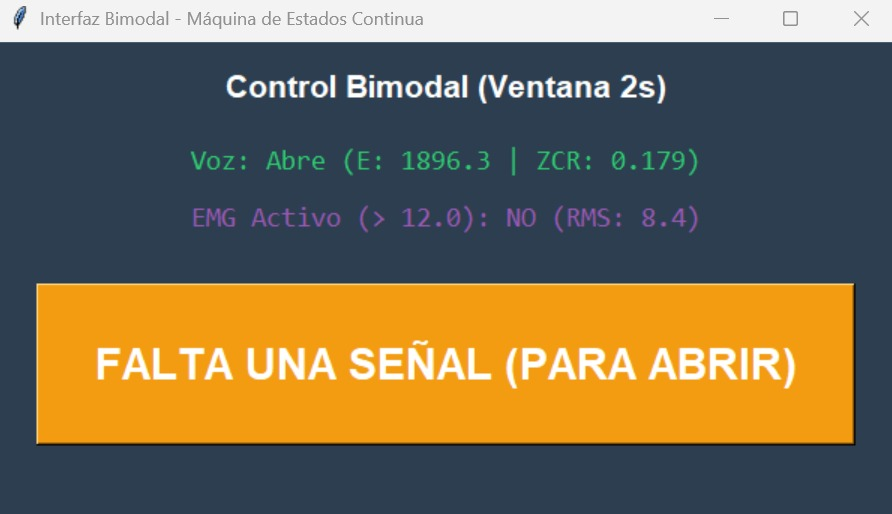 Interfaz Bimodal - Máquina de Estados Continua
Control Bimodal (Ventana 2s)
Voz: Abre (E: 1896.3 | ZCR: 0.179)
EMG Activo (> 12.0): NO (RMS: 8.4)
FALTA UNA SEÑAL (PARA ABRIR)